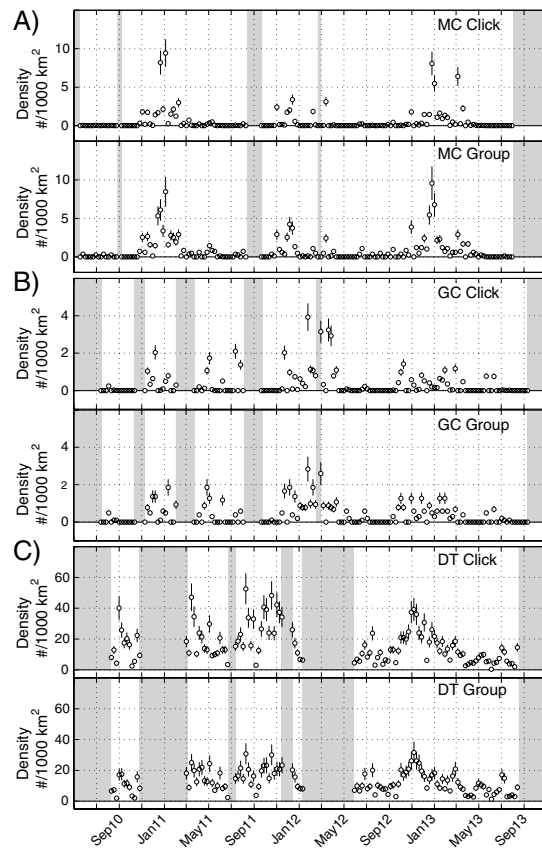 A)
MC Click
10
5
0
Density
#/1000 km2
MC Group
10
5
0
Density
#/1000 km2
B)
GC Click
4
2
0
Density
#/1000 km2
GC Group
4
2
0
Density
#/1000 km2
C)
DT Click
60
40
20
0
Density
#/1000 km2
DT Group
60
40
20
0
Density
#/1000 km2
Sep10 Jan11 May11 Sep11 Jan12 May12 Sep12 Jan13 May13 Sep13